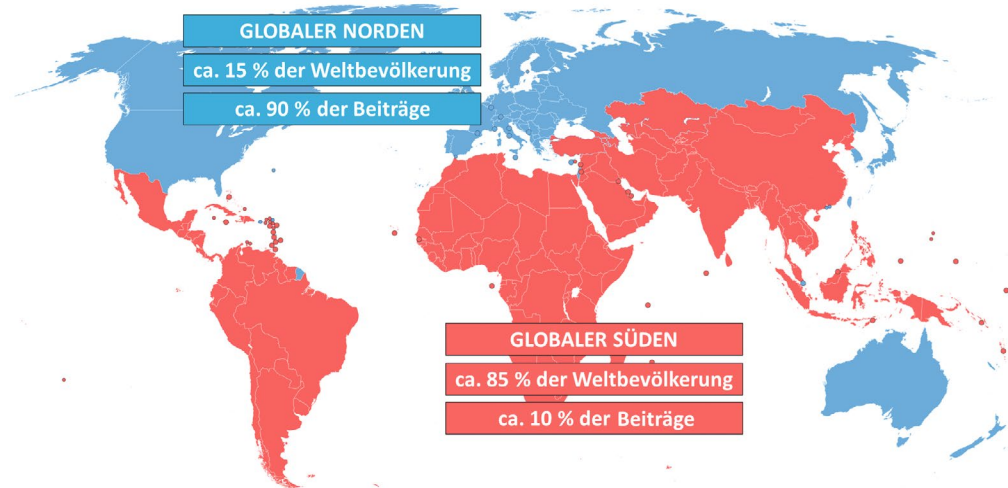 GLOBALER NORDEN
ca. 15 % der Weltbevölkerung
ca. 90 % der Beiträge
GLOBALER SÜDEN
ca. 85 % der Weltbevölkerung
ca. 10 % der Beiträge